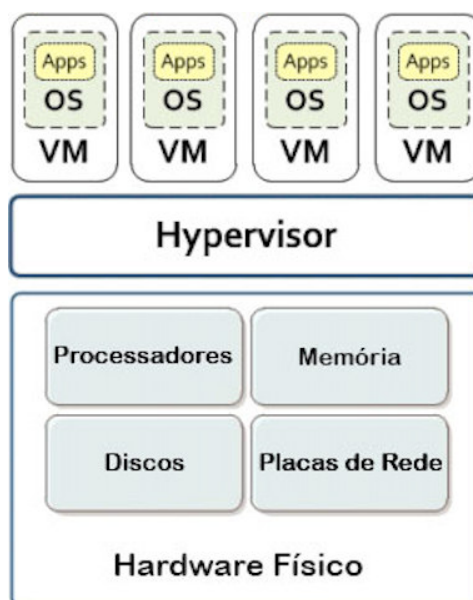 Apps Apps Apps Apps
OS OS OS OS
VM VM VM VM
Hypervisor
Processadores Memória
Discos Placas de Rede
Hardware Físico